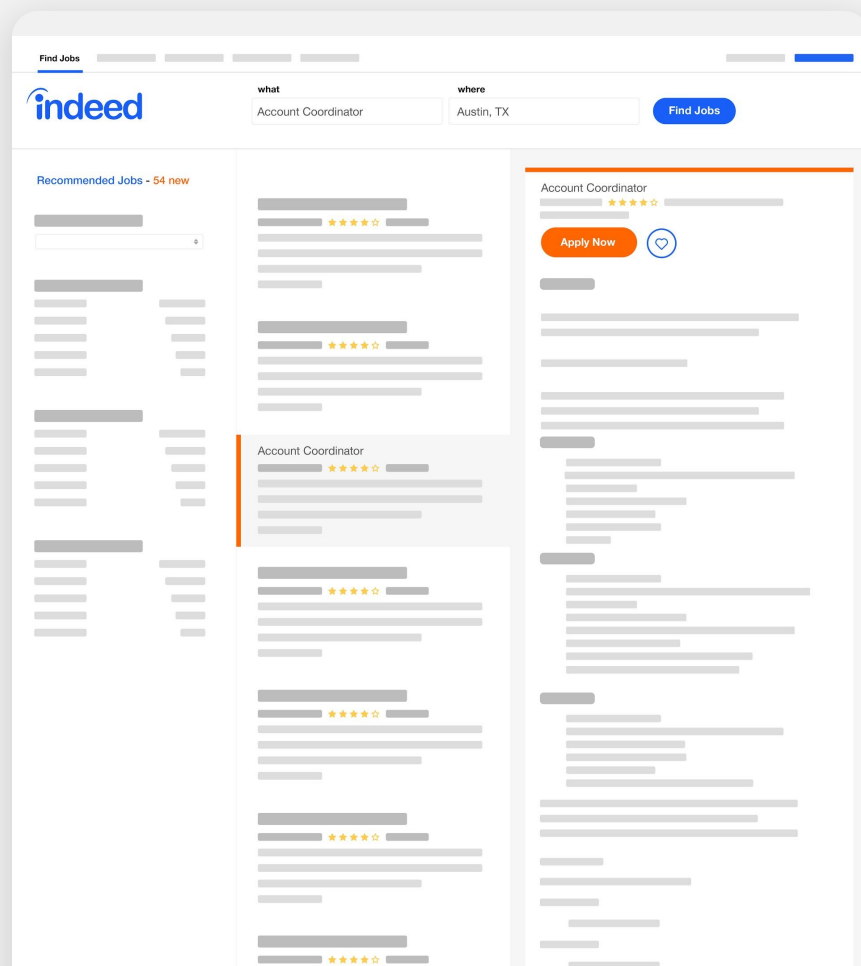 Find Jobs
indeed
what
where
Account Coordinator
Austin, TX
Find Jobs
Recommended Jobs - 54 new
Account Coordinator
Apply Now
Account Coordinator